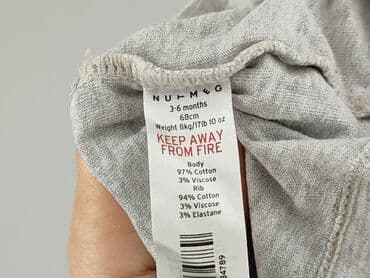 NUTMEG
3-6 months
68cm
Weight 8kg/17lb 10 oz
KEEP AWAY
FROM FIRE
Body
97% Cotton
3% Viscose
Rib
94% Cotton
3% Viscose
3% Elastane